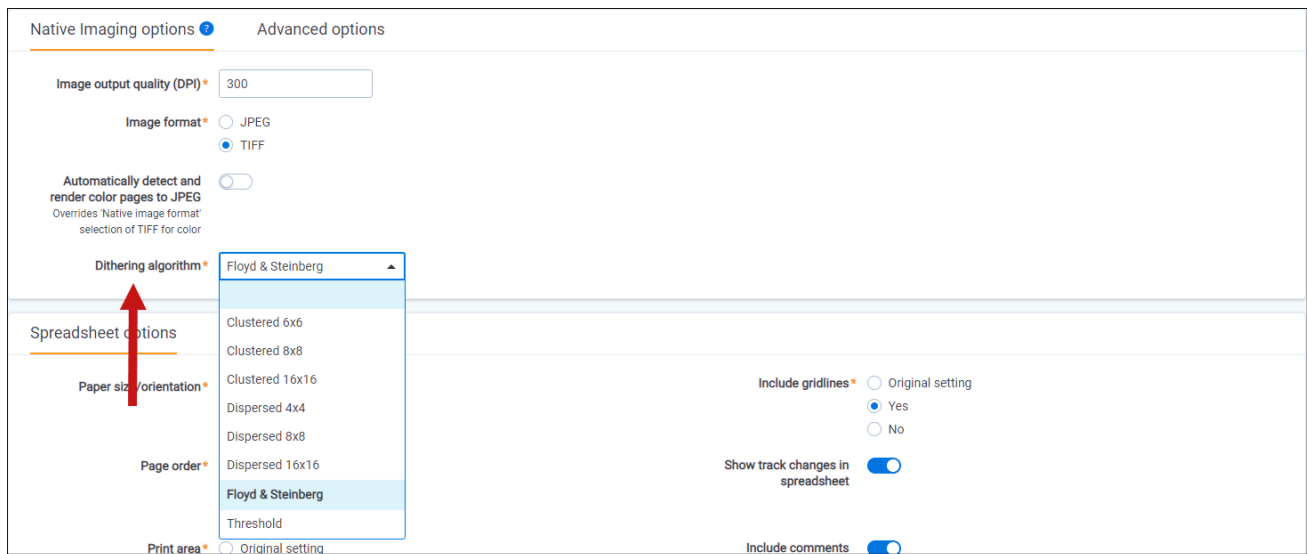 Native Imaging options ?
Advanced options
Image output quality (DPI)*
300
Image format*
JPEG
TIFF
Automatically detect and
render color pages to JPEG
Overrides 'Native image format'
selection of TIFF for color
Dithering algorithm*
Floyd & Steinberg
Clustered 6x6
Clustered 8x8
Clustered 16x16
Dispersed 4x4
Dispersed 8x8
Dispersed 16x16
Floyd & Steinberg
Threshold
Spreadsheet options
Paper size/orientation*
Page order*
Print area*
Original setting
Include gridlines*
Original setting
Yes
No
Show track changes in
spreadsheet
Include comments